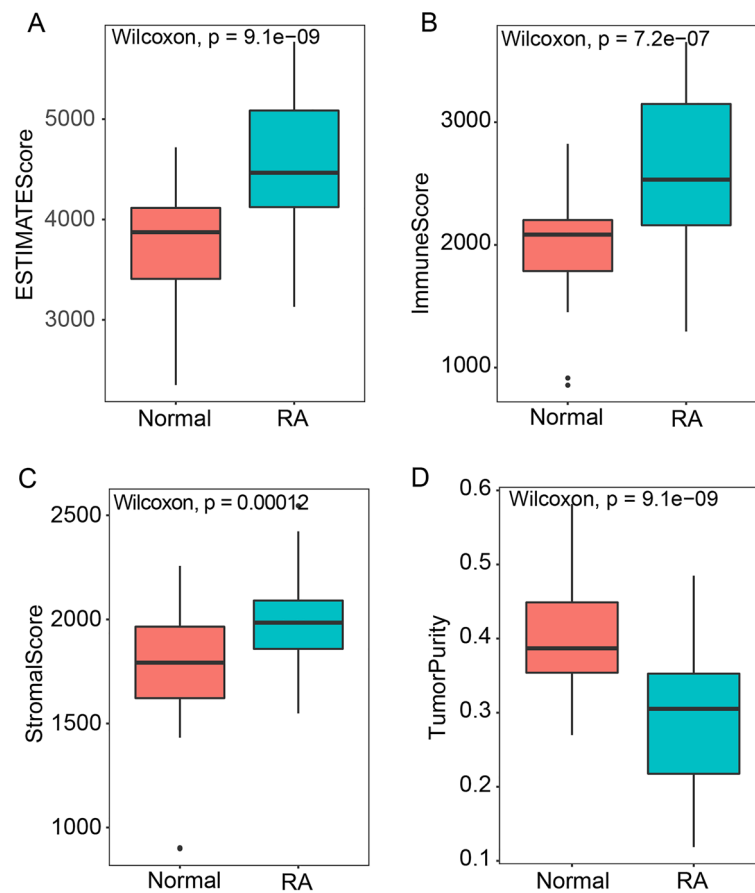 A
Wilcoxon, p = 9.1e−09
ESTIMATEScore
5000
4000
3000
Normal
RA
B
Wilcoxon, p = 7.2e−07
ImmuneScore
3000
2000
1000
Normal
RA
C
Wilcoxon, p = 0.00012
StromalScore
2500
2000
1500
1000
Normal
RA
D
Wilcoxon, p = 9.1e−09
TumorPurity
0.6
0.5
0.4
0.3
0.2
0.1
Normal
RA